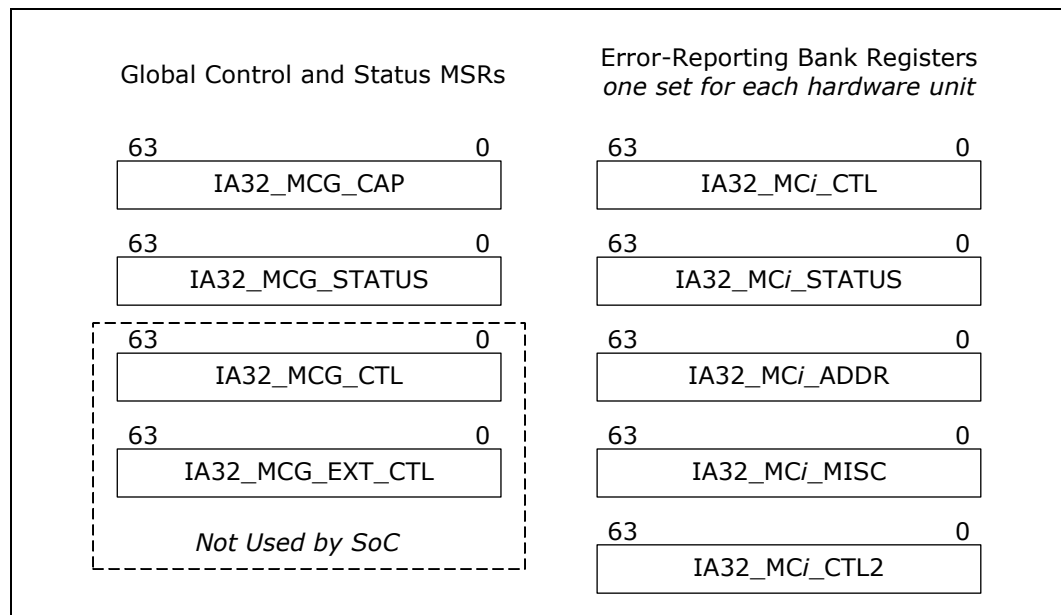 Global Control and Status MSRs
63 0
IA32_MCG_CAP
63 0
IA32_MCG_STATUS
63 0
IA32_MCG_CTL
63 0
IA32_MCG_EXT_CTL
Not Used by SoC
Error-Reporting Bank Registers
one set for each hardware unit
63 0
IA32_MCi_CTL
63 0
IA32_MCi_STATUS
63 0
IA32_MCi_ADDR
63 0
IA32_MCi_MISC
63 0
IA32_MCi_CTL2